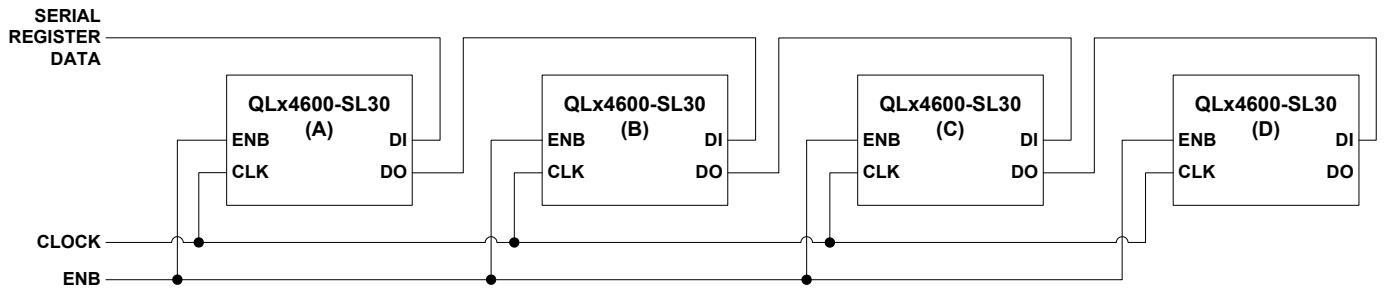 SERIAL
REGISTER
DATA
QLx4600-SL30
(A)
ENB
DI
CLK
DO
QLx4600-SL30
(B)
ENB
DI
CLK
DO
QLx4600-SL30
(C)
ENB
DI
CLK
DO
QLx4600-SL30
(D)
ENB
DI
CLK
DO
CLOCK
ENB